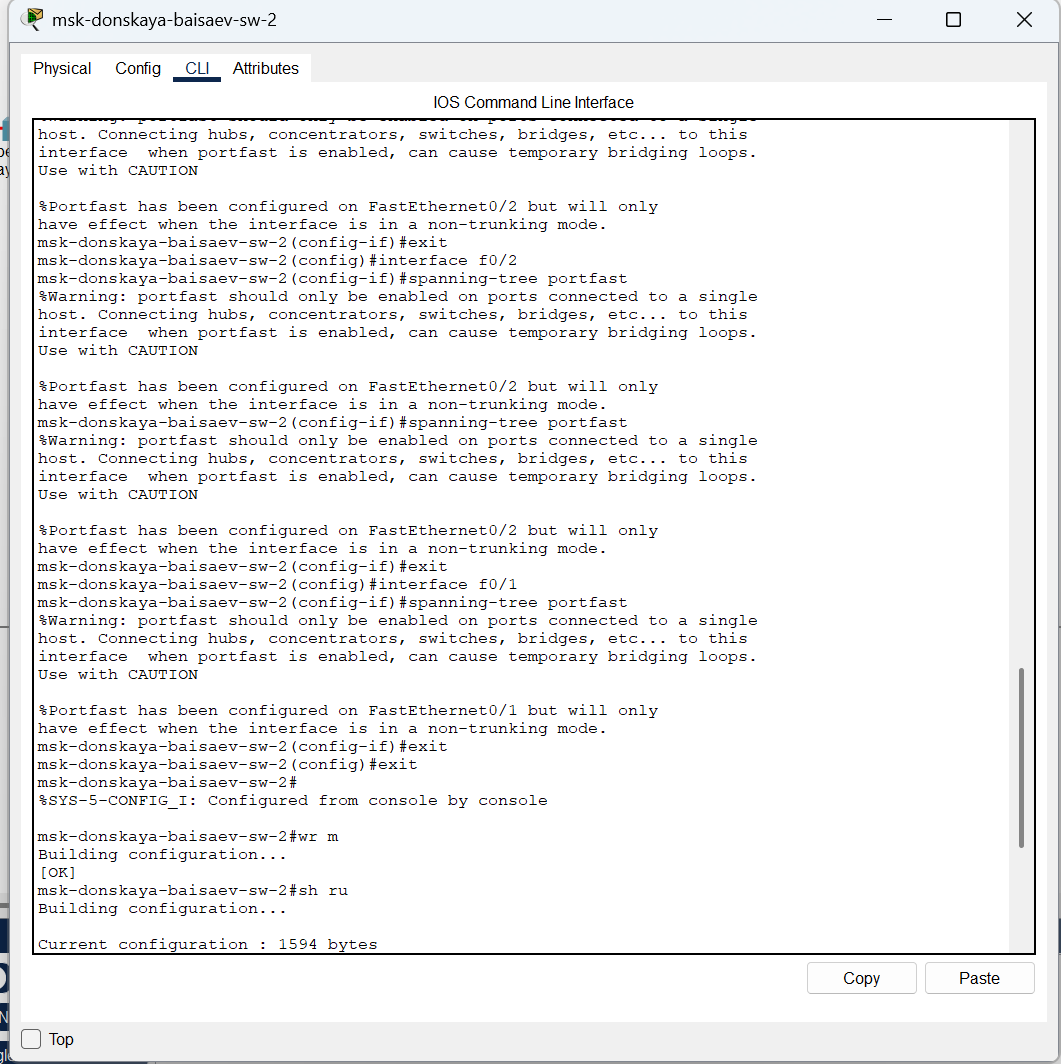 msk-donskaya-baisaev-sw-2
Physical Config CLI Attributes
IOS Command Line Interface
%Warning: portfast should only be enabled on ports connected to a single
host. Connecting hubs, concentrators, switches, bridges, etc... to this
interface  when portfast is enabled, can cause temporary bridging loops.
Use with CAUTION
%Portfast has been configured on FastEthernet0/2 but will only
have effect when the interface is in a non-trunking mode.
msk-donskaya-baisaev-sw-2(config-if)#exit
msk-donskaya-baisaev-sw-2(config)#interface f0/2
msk-donskaya-baisaev-sw-2(config-if)#spanning-tree portfast
%Warning: portfast should only be enabled on ports connected to a single
host. Connecting hubs, concentrators, switches, bridges, etc... to this
interface  when portfast is enabled, can cause temporary bridging loops.
Use with CAUTION
%Portfast has been configured on FastEthernet0/2 but will only
have effect when the interface is in a non-trunking mode.
msk-donskaya-baisaev-sw-2(config-if)#spanning-tree portfast
%Warning: portfast should only be enabled on ports connected to a single
host. Connecting hubs, concentrators, switches, bridges, etc... to this
interface  when portfast is enabled, can cause temporary bridging loops.
Use with CAUTION
%Portfast has been configured on FastEthernet0/2 but will only
have effect when the interface is in a non-trunking mode.
msk-donskaya-baisaev-sw-2(config-if)#exit
msk-donskaya-baisaev-sw-2(config)#interface f0/1
msk-donskaya-baisaev-sw-2(config-if)#spanning-tree portfast
%Warning: portfast should only be enabled on ports connected to a single
host. Connecting hubs, concentrators, switches, bridges, etc... to this
interface  when portfast is enabled, can cause temporary bridging loops.
Use with CAUTION
%Portfast has been configured on FastEthernet0/1 but will only
have effect when the interface is in a non-trunking mode.
msk-donskaya-baisaev-sw-2(config-if)#exit
msk-donskaya-baisaev-sw-2(config)#exit
msk-donskaya-baisaev-sw-2#
%SYS-5-CONFIG_I: Configured from console by console
msk-donskaya-baisaev-sw-2#wr m
Building configuration...
[OK]
msk-donskaya-baisaev-sw-2#sh ru
Building configuration...
Current configuration : 1594 bytes
Copy Paste
Top